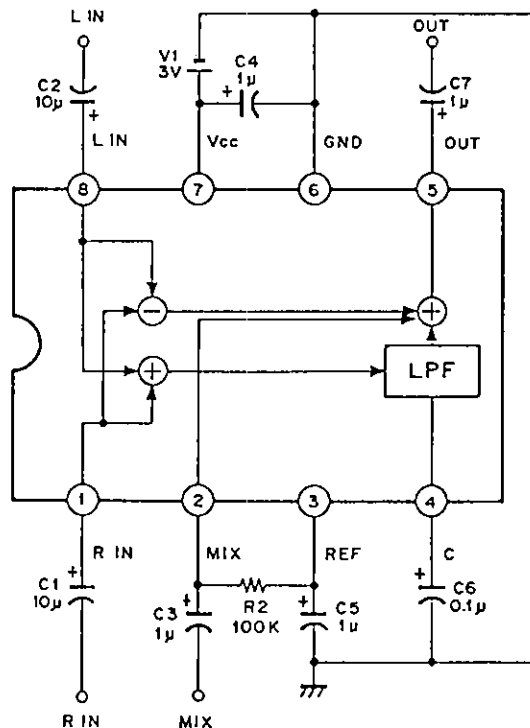 L IN
OUT
V1
3V
C4
1μ
+
C2
10μ
+
C7
1μ
+
L IN
Vcc
GND
OUT
8
7
6
5
−
+
+
LPF
1
2
3
4
R IN
MIX
REF
C
+
C1
10μ
+
C3
1μ
R2
100K
+
C5
1μ
+
C6
0.1μ
R IN
MIX